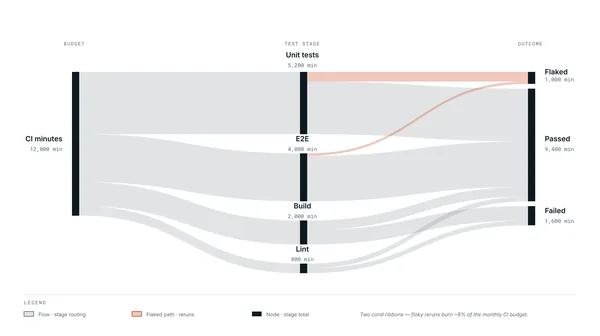 BUDGET
TEST STAGE
OUTCOME
Unit tests
5,200 min
Flaked
1,000 min
CI minutes
12,000 min
E2E
4,000 min
Passed
9,400 min
Build
2,000 min
Failed
1,600 min
Lint
800 min
LEGEND
Flow · stage routing
Flaked path · reruns
Node · stage total
Two coral ribbons — flaky reruns burn ~8% of the monthly CI budget.